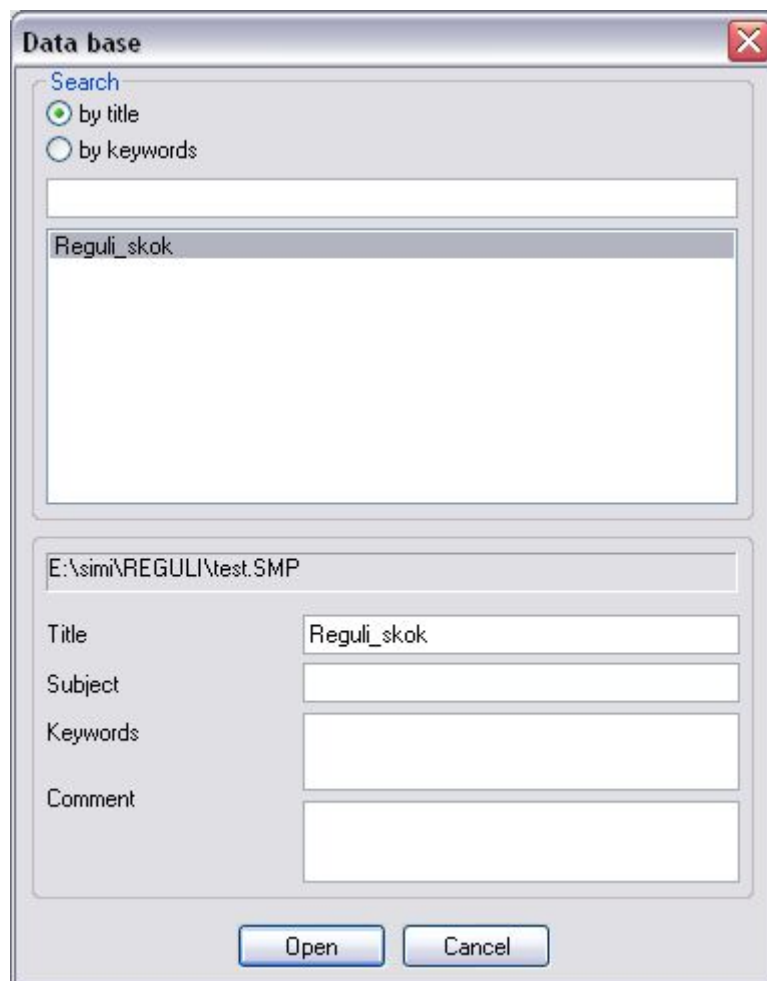 Data base
Search
by title
by keywords
Reguli_skok
E:\simi\REGULI\test.SMP
Title Reguli_skok
Subject
Keywords
Comment
Open Cancel